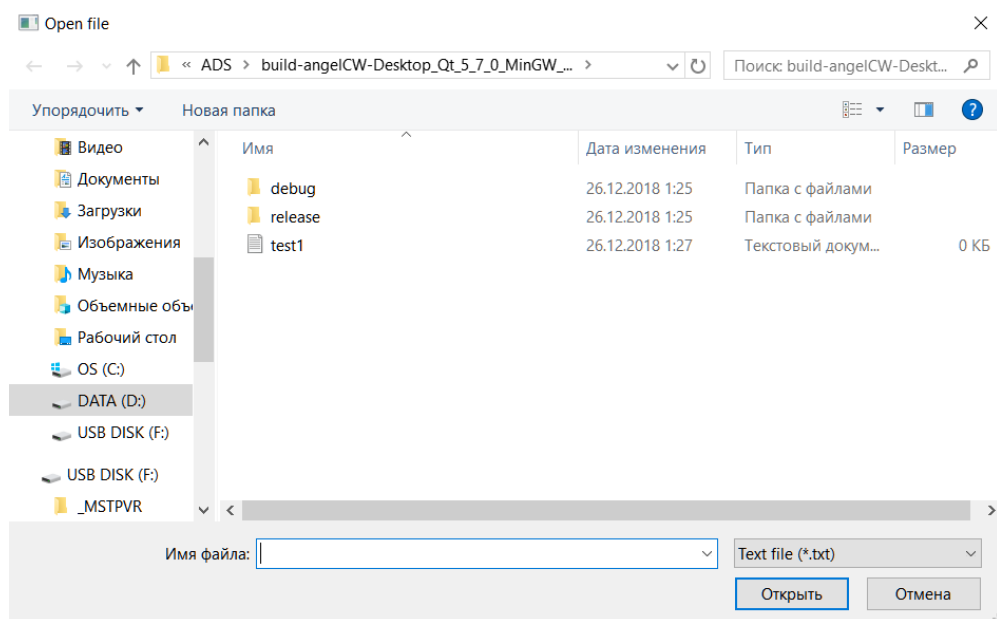 Open file
« ADS > build-angelCW-Desktop_Qt_5_7_0_MinGW_... >
Поиск: build-angelCW-Deskt...
Упорядочить Новая папка
?
Видео
Документы
Загрузки
Изображения
Музыка
Объемные объ
Рабочий стол
OS (C:)
DATA (D:)
USB DISK (F:)
USB DISK (F:)
_MSTPVR
Имя Дата изменения Тип Размер
debug 26.12.2018 1:25 Папка с файлами
release 26.12.2018 1:25 Папка с файлами
test1 26.12.2018 1:27 Текстовый докум... 0 КБ
Имя файла: Text file (*.txt)
Открыть Отмена